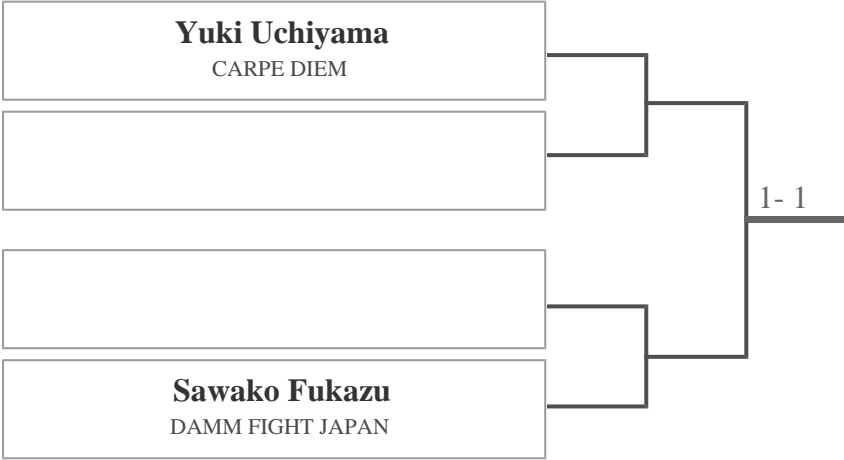 Yuki Uchiyama
CARPE DIEM
1- 1
Sawako Fukazu
DAMM FIGHT JAPAN